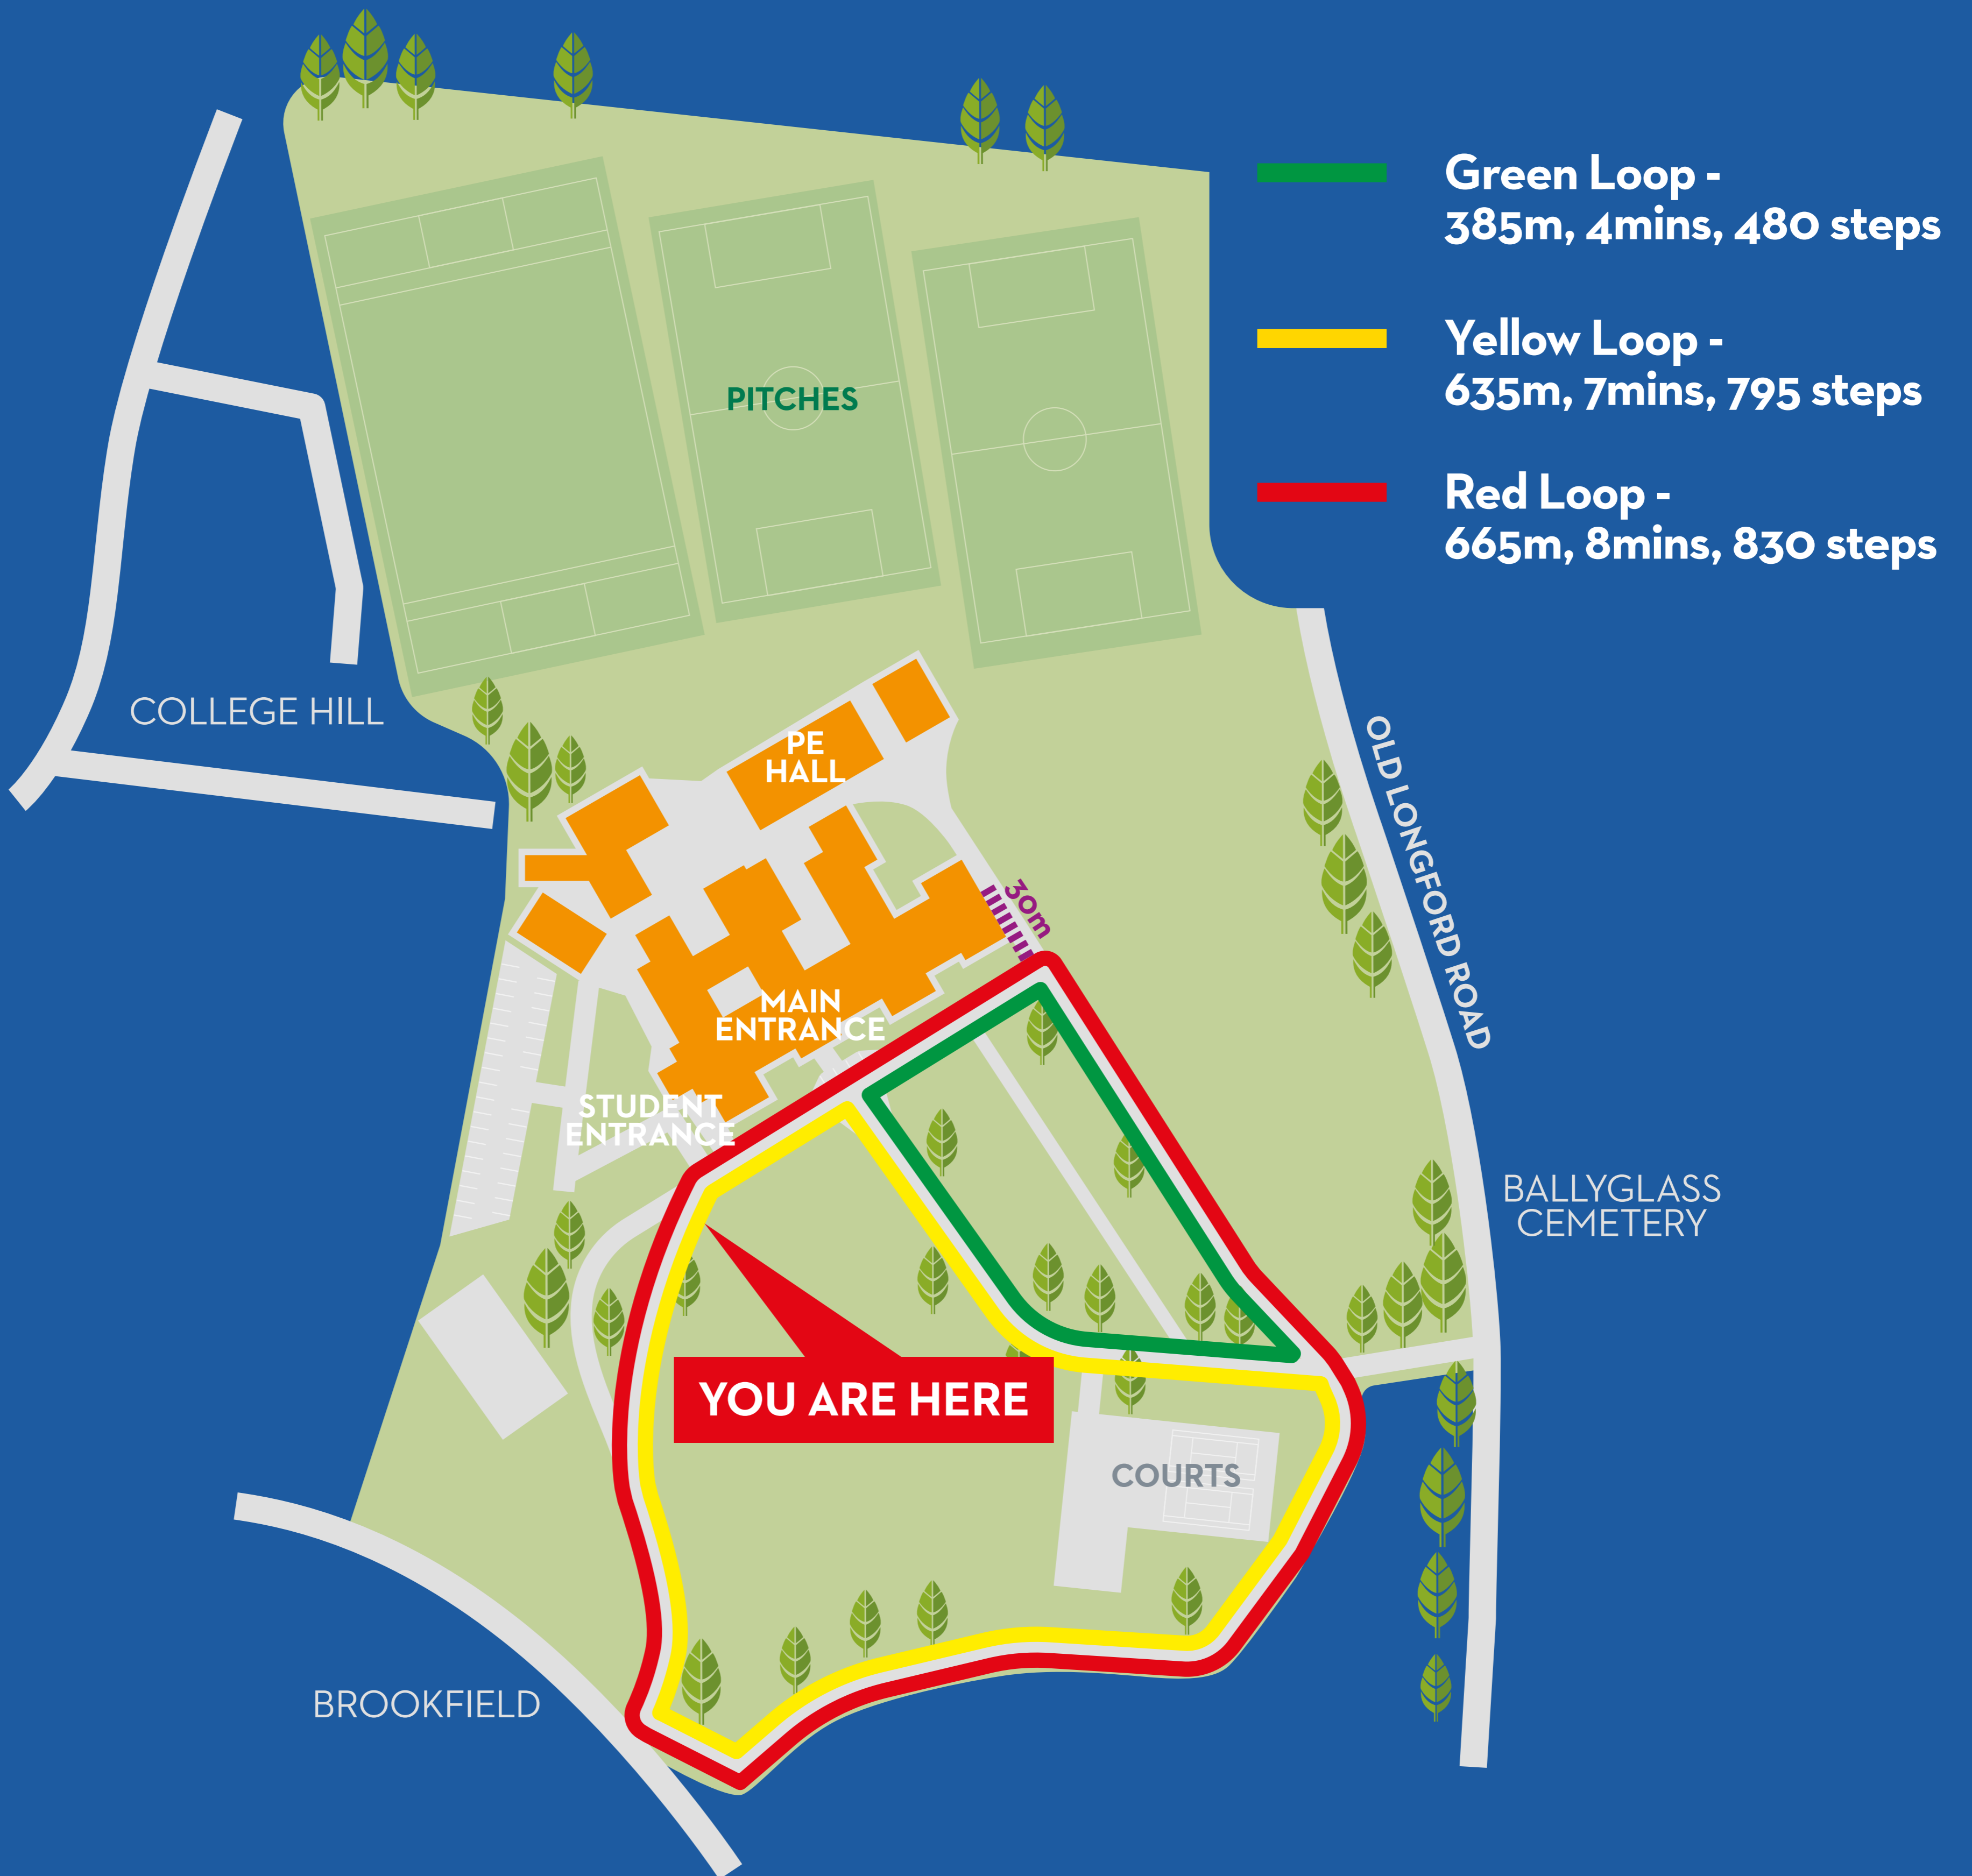 Green Loop -
385m, 4mins, 480 steps
Yellow Loop -
635m, 7mins, 795 steps
Red Loop -
665m, 8mins, 830 steps
PITCHES
COLLEGE HILL
PE
HALL
OLD LONGFORD ROAD
30m
MAIN
ENTRANCE
STUDENT
ENTRANCE
BALLYGLASS
CEMETERY
YOU ARE HERE
COURTS
BROOKFIELD